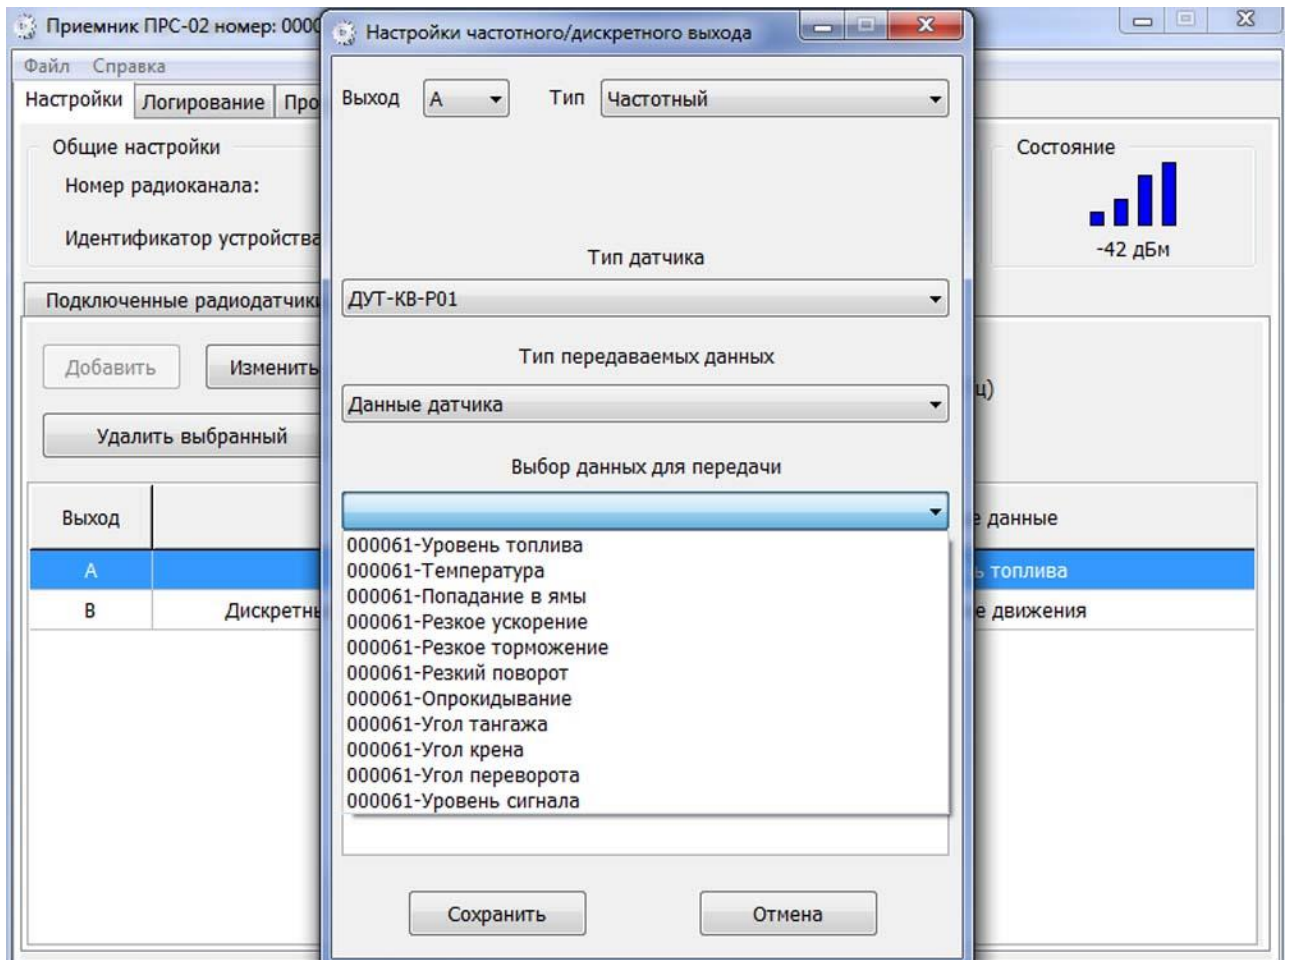 Приемник ПРС-02 номер: 0000
Файл Справка
Настройки Логирование Про
Общие настройки
Номер радиоканала:
Идентификатор устройства
Подключенные радиодатчики
Добавить Изменить
Удалить выбранный
Выход
A
B Дискретны
Настройки частотного/дискретного выхода
Выход A Тип Частотный
Тип датчика
ДУТ-КВ-Р01
Тип передаваемых данных
Данные датчика
Выбор данных для передачи
000061-Уровень топлива
000061-Температура
000061-Попадание в ямы
000061-Резкое ускорение
000061-Резкое торможение
000061-Резкий поворот
000061-Опрокидывание
000061-Угол тангажа
000061-Угол крена
000061-Угол переворота
000061-Уровень сигнала
Сохранить Отмена
Состояние
-42 дБм
ц)
е данные
ь топлива
е движения